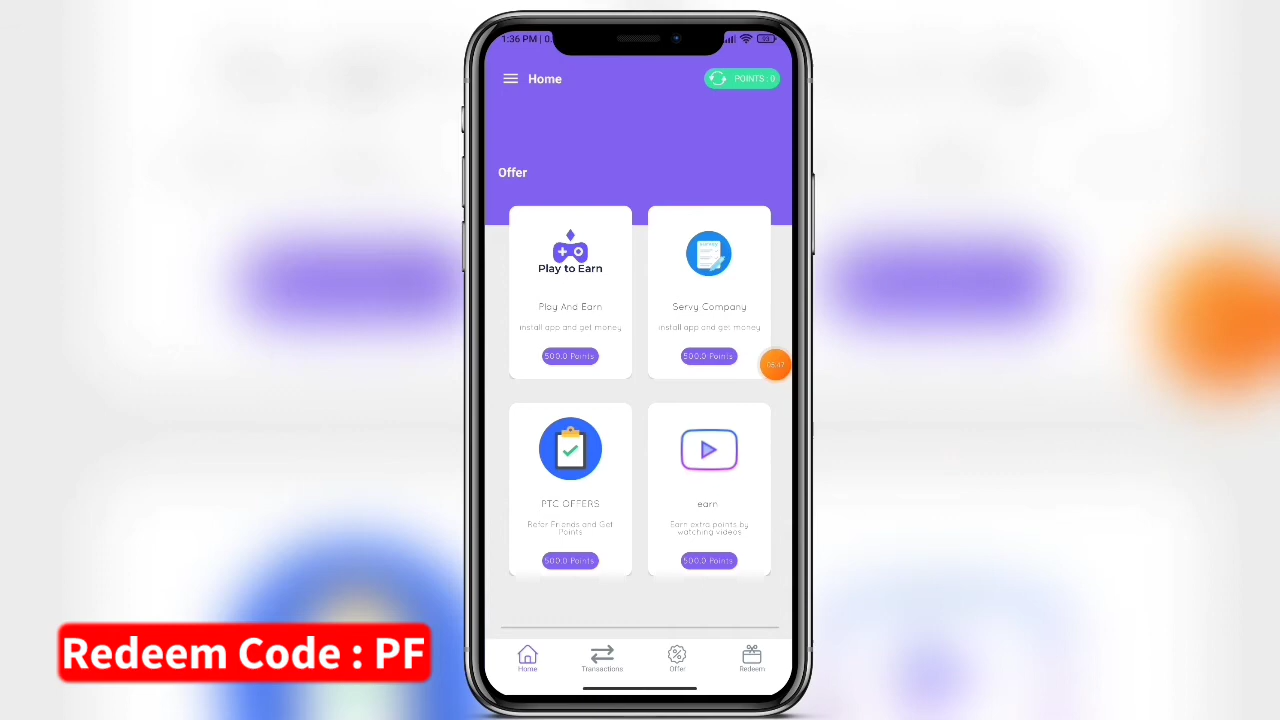 1:36 PM | 0.
93
Home
POINTS : 0
Offer
Play to Earn
Play And Earn
install app and get money
500.0 Points
Servy Company
install app and get money
500.0 Points
PTC OFFERS
Refer Friends and Get
Points
500.0 Points
earn
Earn extra points by
watching videos
500.0 Points
Redeem Code : PF
Home
Transactions
Offer
Redeem